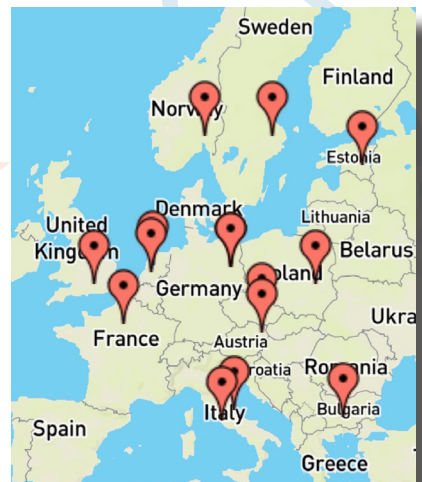 Sweden
Finland
Norway
Estonia
Denmark
Lithuania
United
Kingdom
Belarus
Poland
Germany
Ukra
France
Austria
Croatia
Romania
Italy
Bulgaria
Spain
Greece